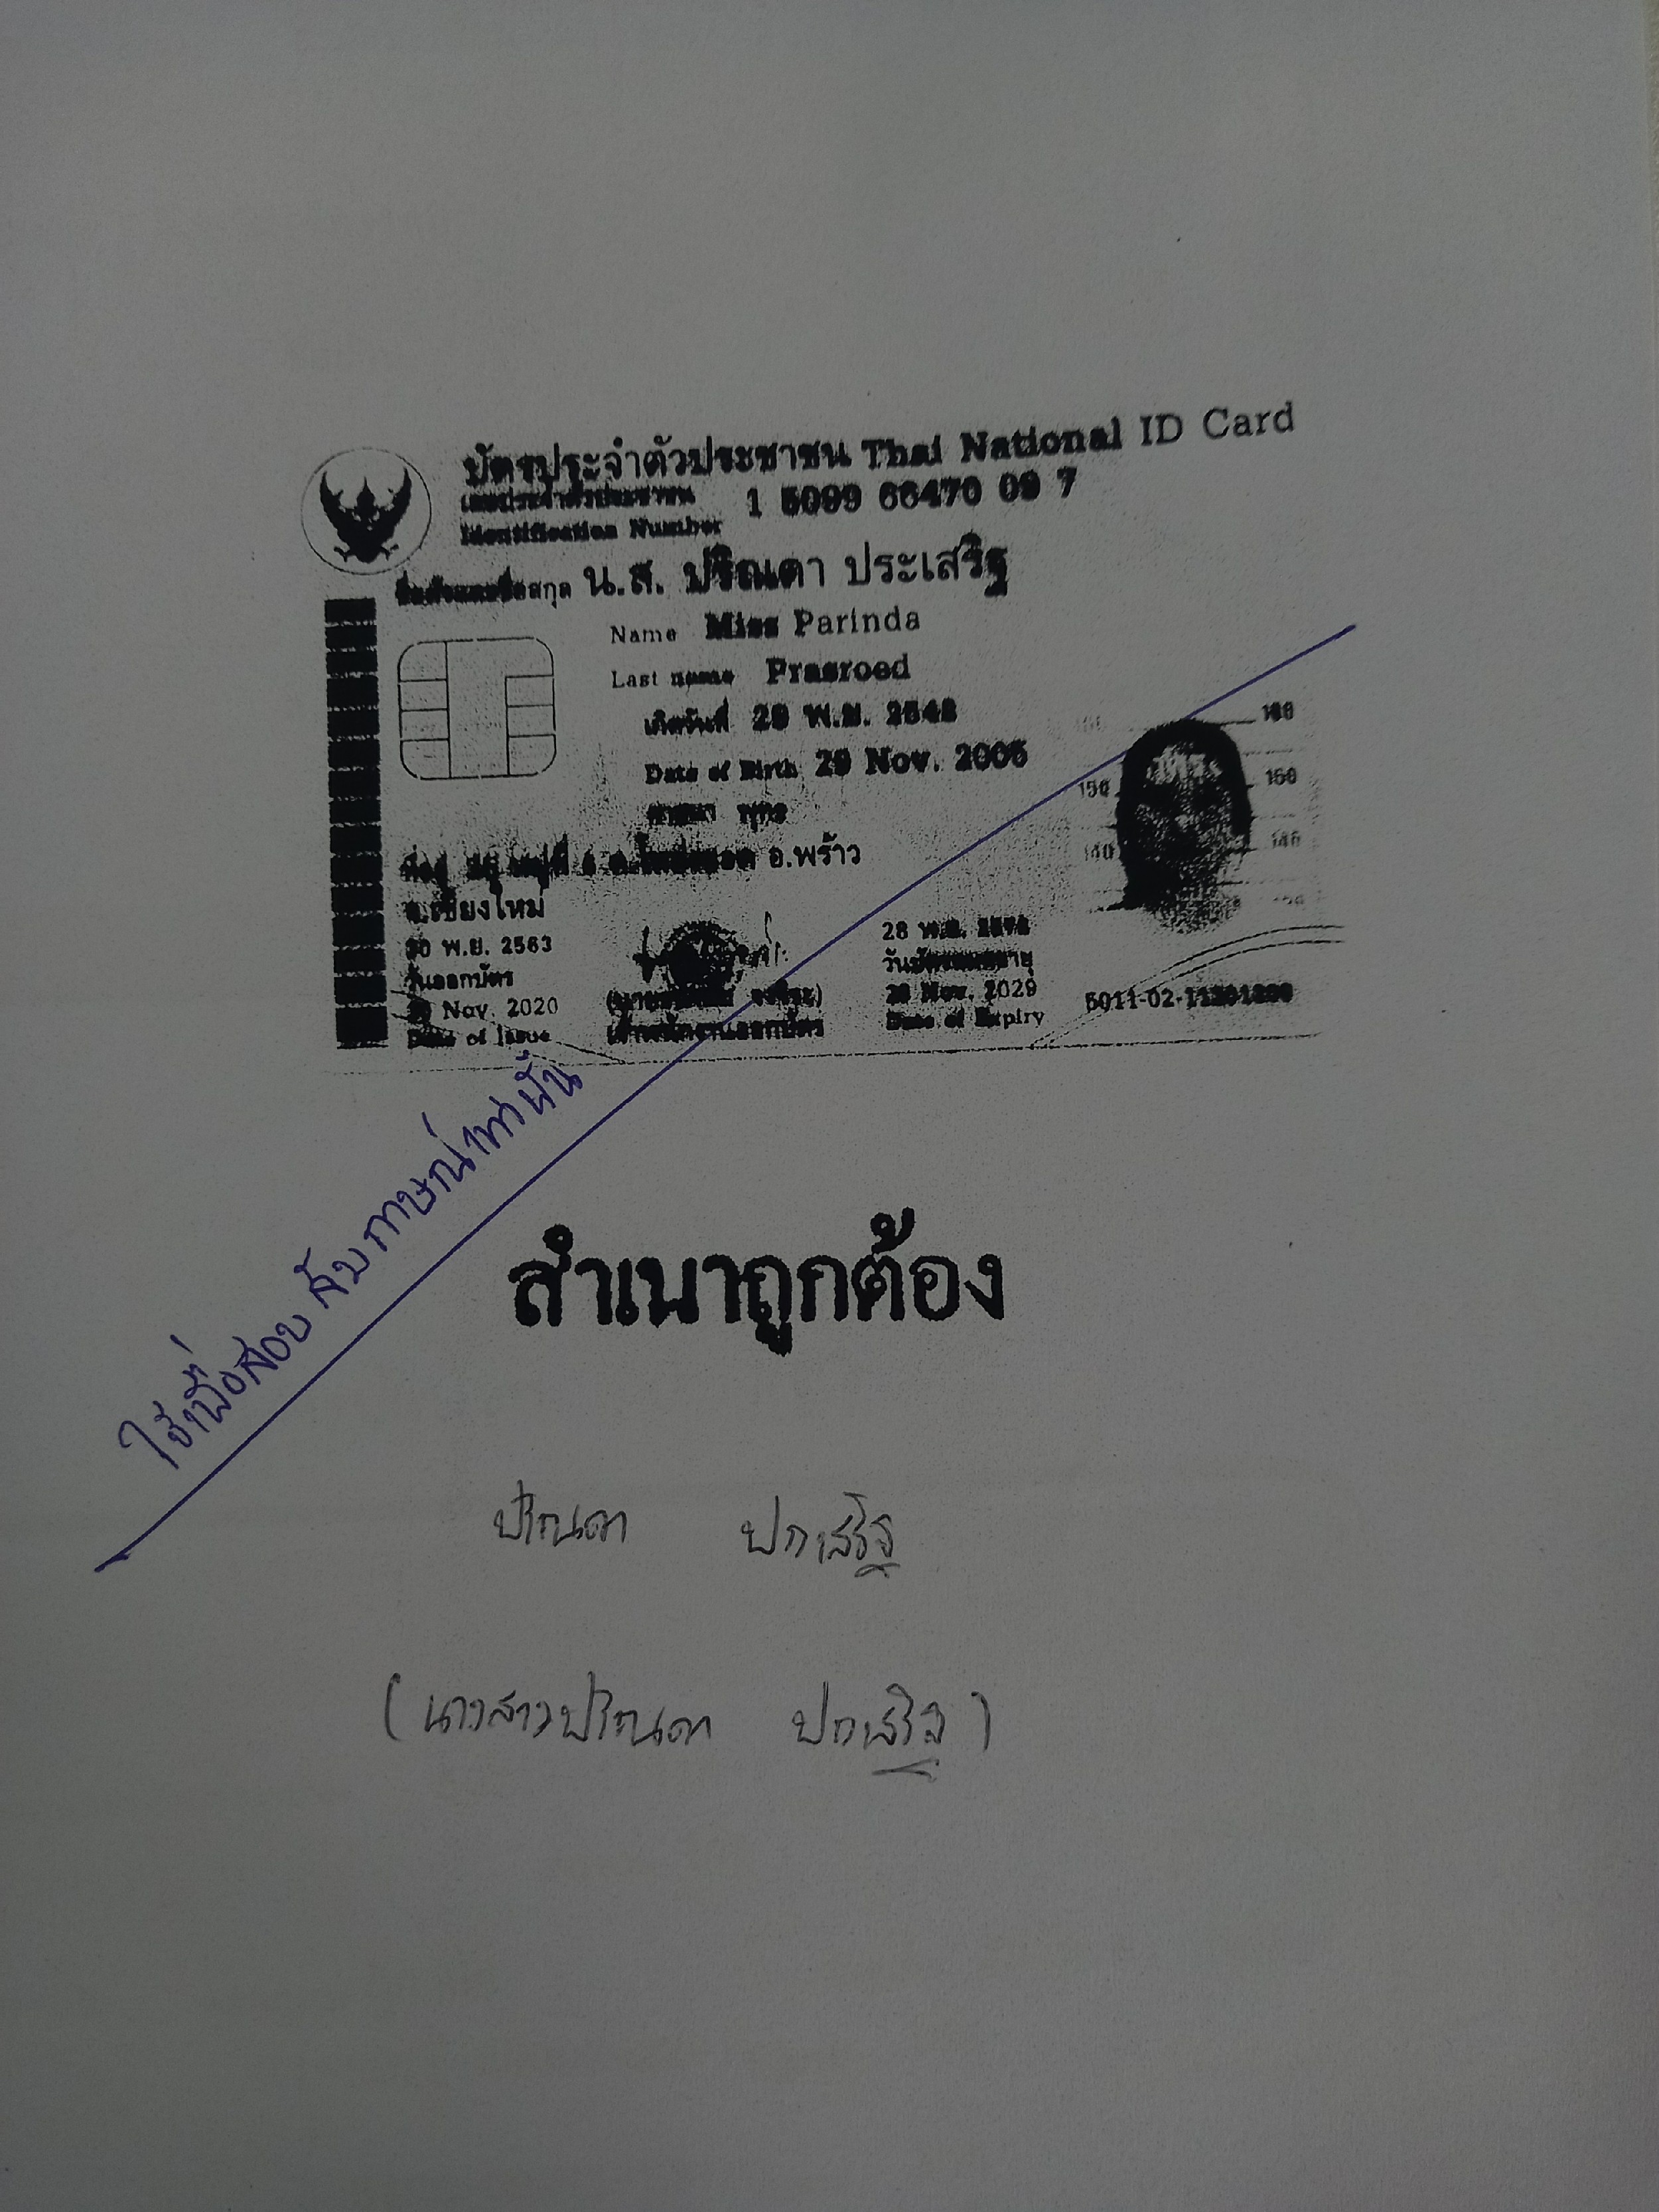 บัตรประจำตัวประชาชน Thai National ID Card
เลขประจำตัวประชาชน
Identification Number 1 5099 66470 09 7
ชื่อตัวและชื่อสกุล น.ส. ปริณดา ประเสริฐ
Name Miss Parinda
Last name
เกิดวันที่ 29 พ.ย.
Date of Birth 29 Nov.
ศาสนา พุทธ
160
150 150
140 140
ที่อยู่ อ.พร้าว
จ.เชียงใหม่
พ.ย. 2563
วันออกบัตร
Nov. 2020
Date of Issue
เจ้าพนักงานออกบัตร
28 พ.ย.
วันบัตรหมดอายุ
28 Nov. 2029
Date of Expiry
5011-02-
ใช้เพื่อสอบสัมภาษณ์เท่านั้น
สำเนาถูกต้อง
ปริณดา ประเสริฐ
(นางสาวปริณดา ประเสริฐ)